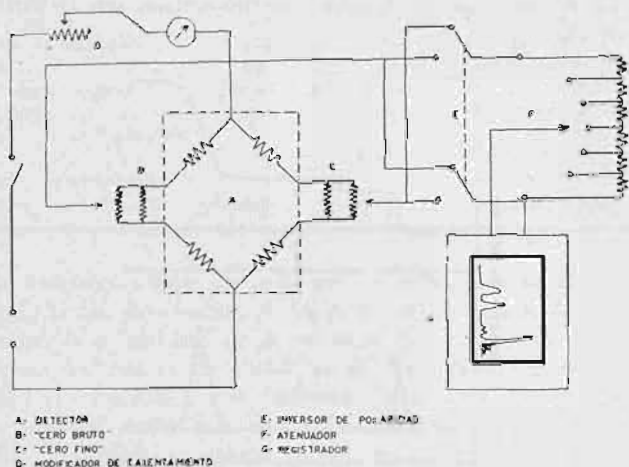 D
B
C
A
E
F
A- DETECTOR
B- "CERO BRUTO"
C- "CERO FINO"
D- MODIFICADOR DE CALENTAMIENTO
E- INVERSOR DE POLARIDAD
F- ATENUADOR
G- REGISTRADOR